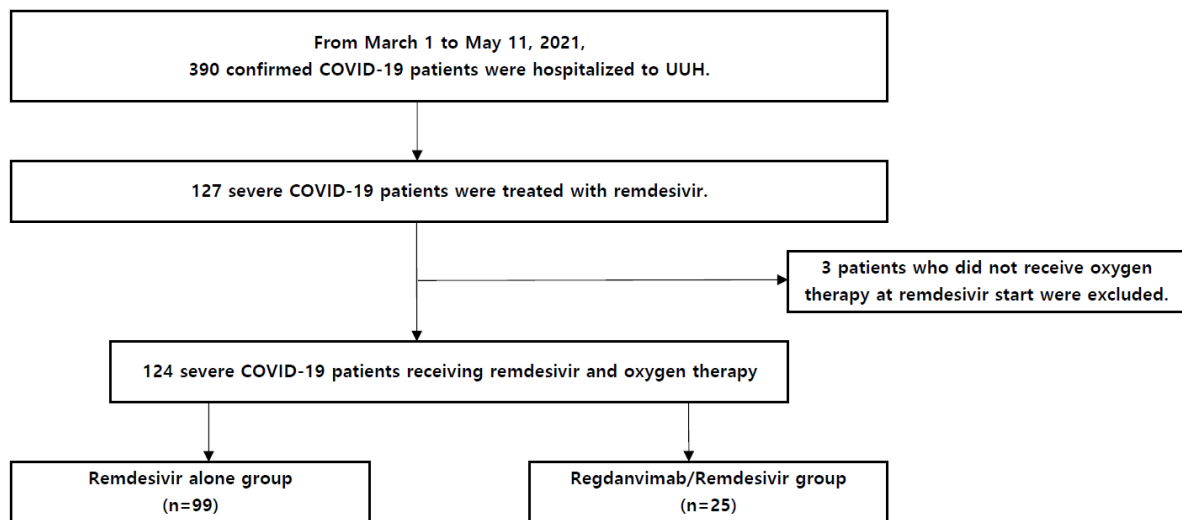 From March 1 to May 11, 2021,
390 confirmed COVID-19 patients were hospitalized to UUH.
127 severe COVID-19 patients were treated with remdesivir.
3 patients who did not receive oxygen
therapy at remdesivir start were excluded.
124 severe COVID-19 patients receiving remdesivir and oxygen therapy
Remdesivir alone group
(n=99)
Regdanvimab/Remdesivir group
(n=25)